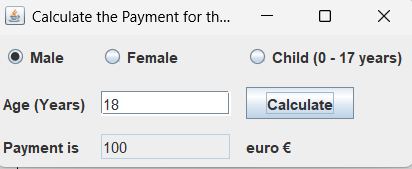 Calculate the Payment for th...
Male Female Child (0 - 17 years)
Age (Years) 18 Calculate
Payment is 100 euro €